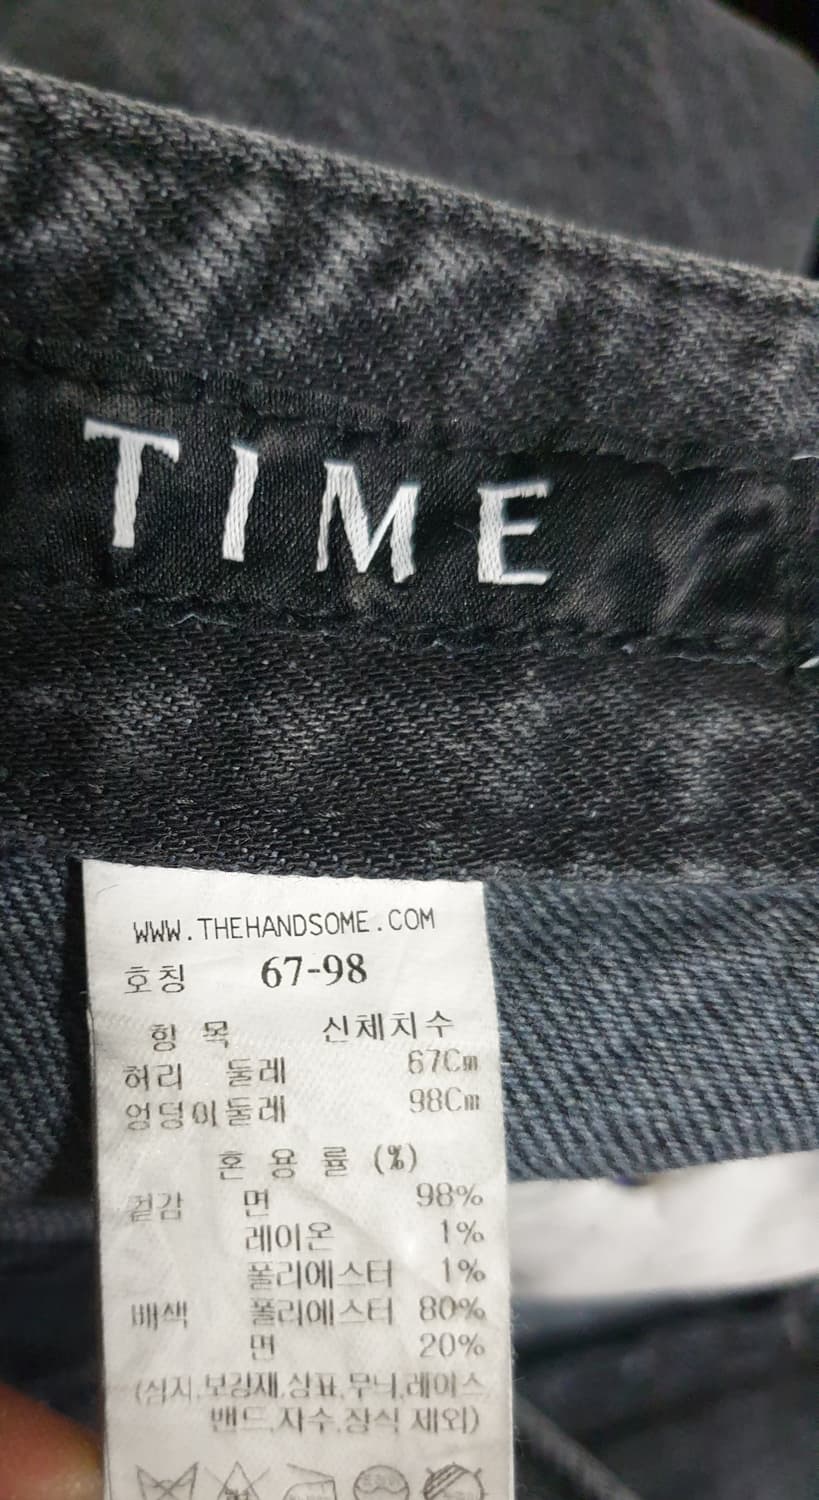 TIME
WWW.THEHANDSOME.COM
호칭 67-98
항 목 신체치수
허리 둘레 67Cm
엉덩이둘레 98Cm
혼 용 률 (%)
겉감 면 98%
레이온 1%
폴리에스터 1%
배색 폴리에스터 80%
면 20%
(심지,보강재,상표,무늬,레이스
밴드,자수,장식 제외)